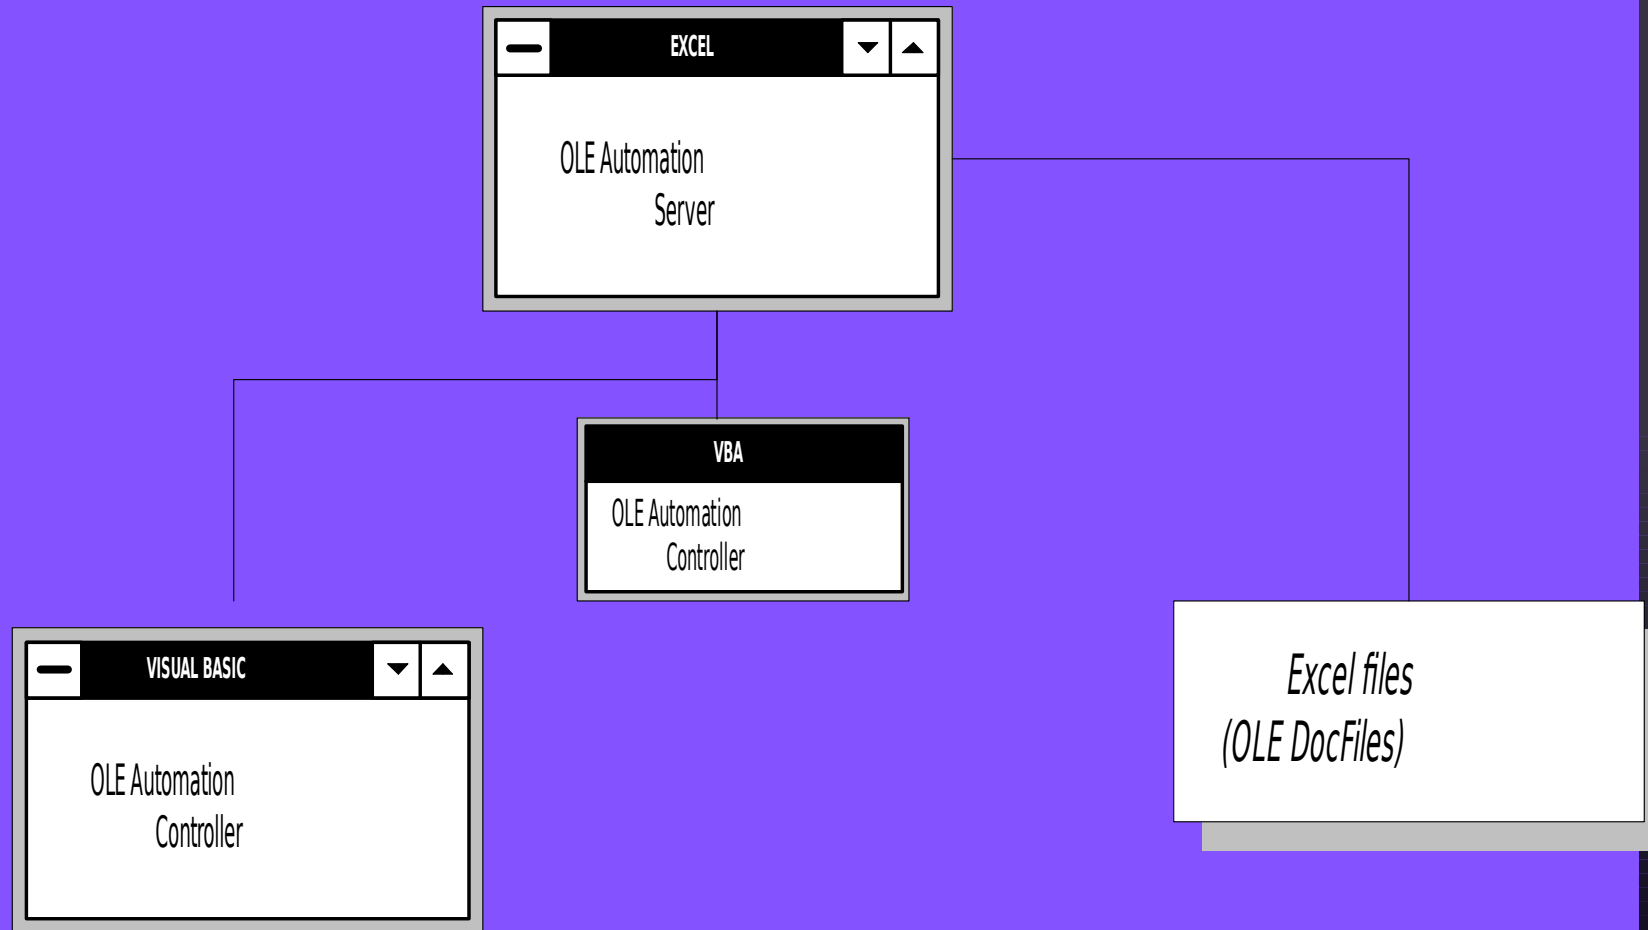 EXCEL
OLE Automation
Server
VBA
OLE Automation
Controller
VISUAL BASIC
OLE Automation
Controller
Excel files
(OLE DocFiles)